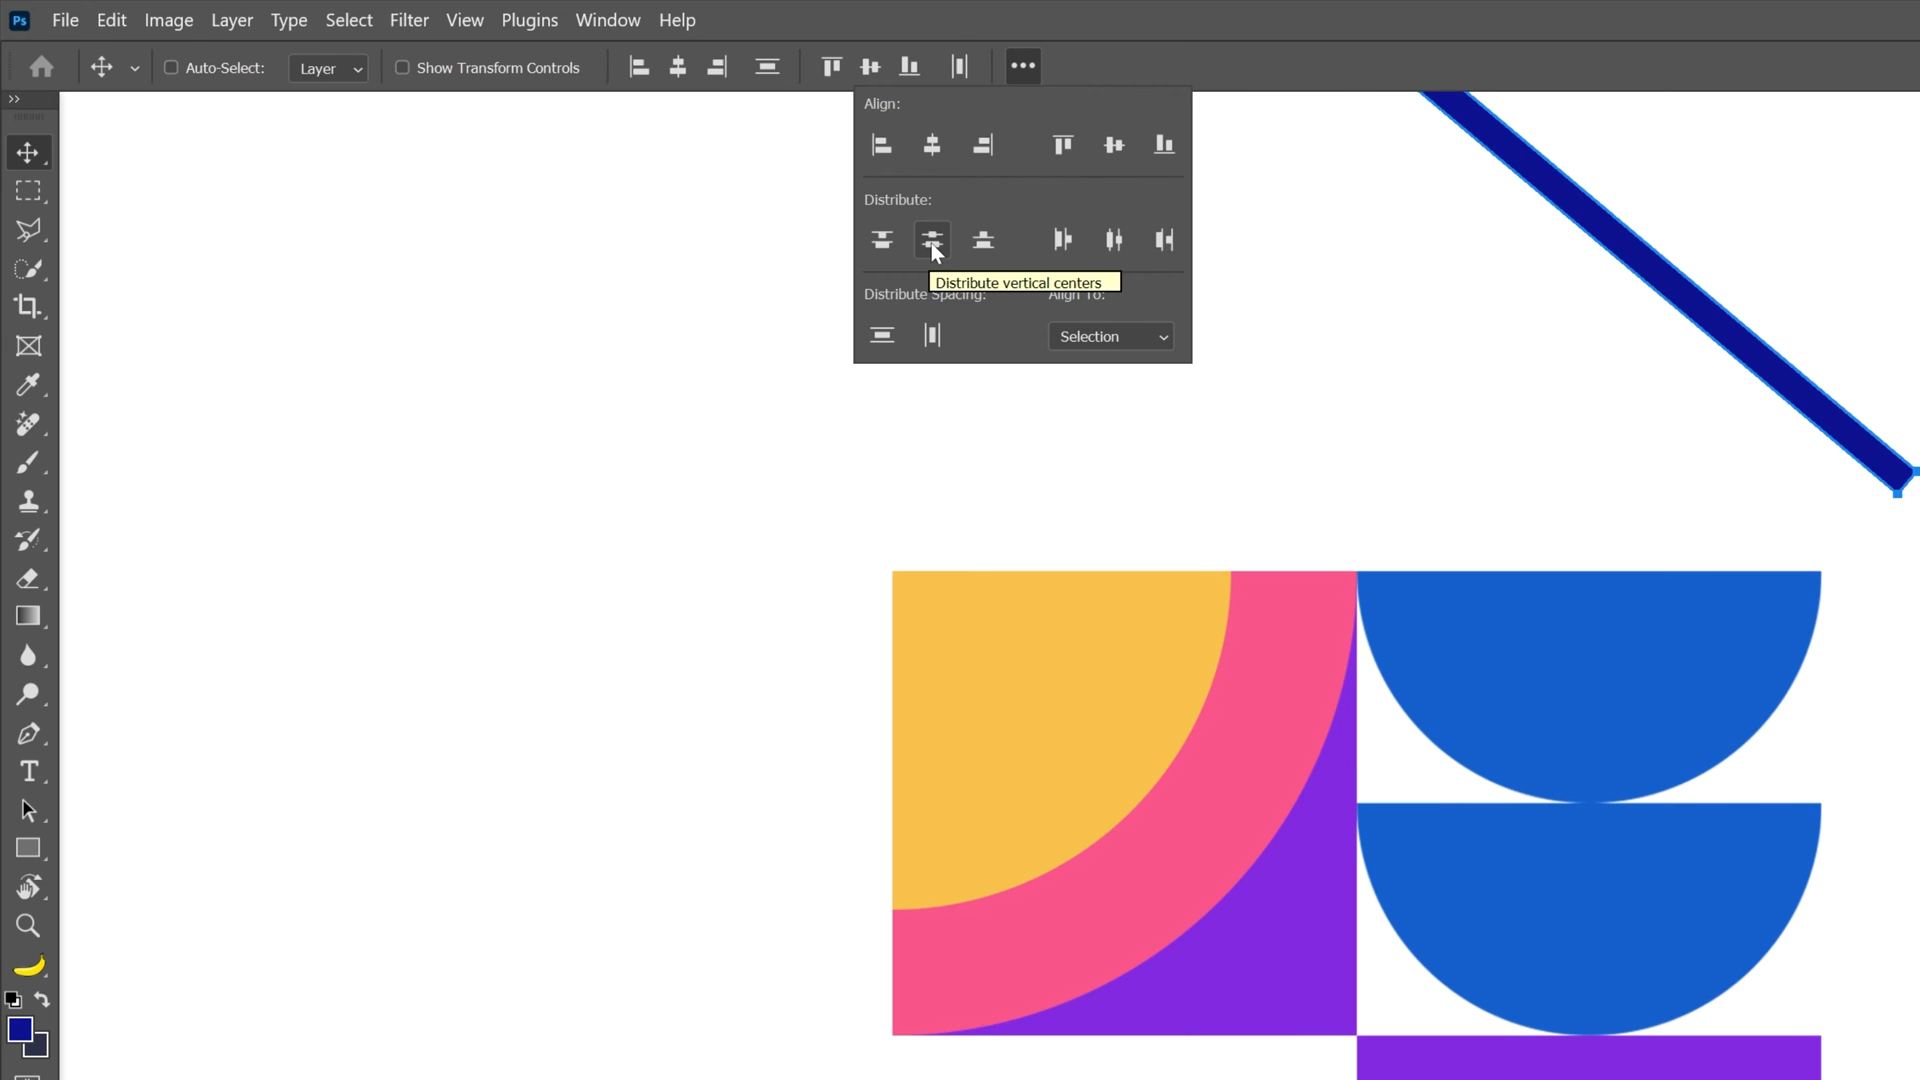 Ps File Edit Image Layer Type Select Filter View Plugins Window Help
Auto-Select: Layer Show Transform Controls
Align:
Distribute:
Distribute vertical centers
Distribute Spacing: Align To:
Selection